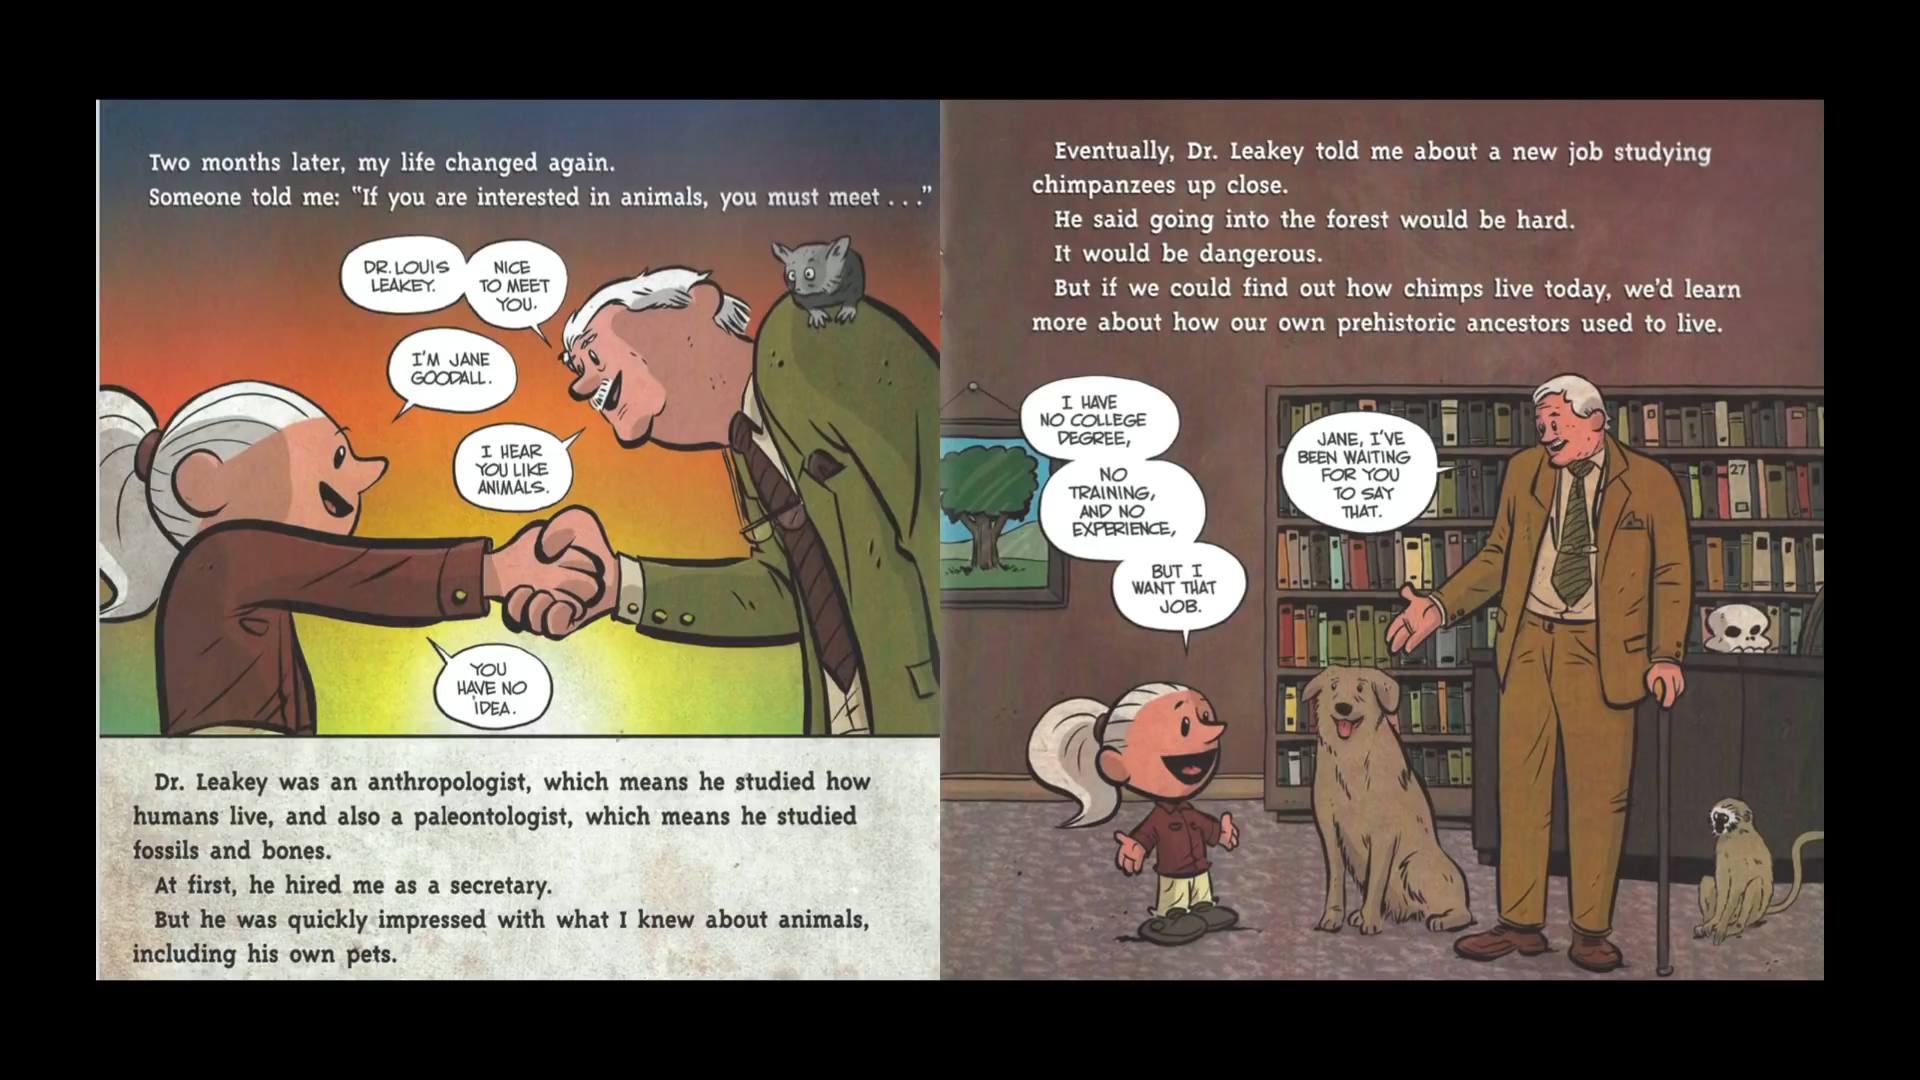 Two months later, my life changed again.
Someone told me: "If you are interested in animals, you must meet . . ."
DR. LOUIS
LEAKEY.
NICE
TO MEET
YOU.
I'M JANE
GOODALL.
I HEAR
YOU LIKE
ANIMALS.
YOU
HAVE NO
IDEA.
Dr. Leakey was an anthropologist, which means he studied how
humans live, and also a paleontologist, which means he studied
fossils and bones.
At first, he hired me as a secretary.
But he was quickly impressed with what I knew about animals,
including his own pets.
Eventually, Dr. Leakey told me about a new job studying
chimpanzees up close.
He said going into the forest would be hard.
It would be dangerous.
But if we could find out how chimps live today, we'd learn
more about how our own prehistoric ancestors used to live.
I HAVE
NO COLLEGE
DEGREE,
NO
TRAINING,
AND NO
EXPERIENCE,
BUT I
WANT THAT
JOB.
JANE, I'VE
BEEN WAITING
FOR YOU
TO SAY
THAT.
27